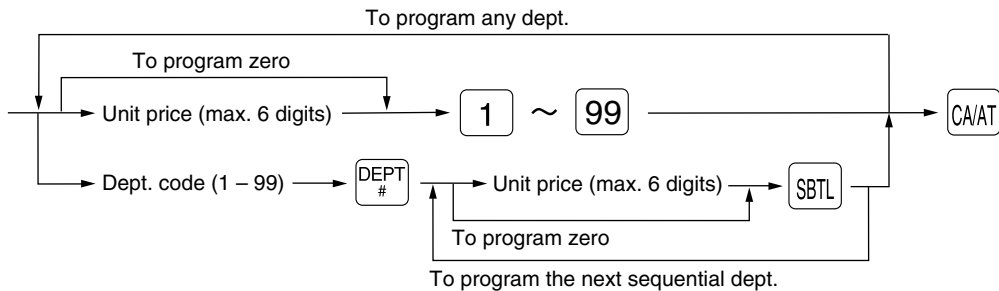 To program any dept.
To program zero
Unit price (max. 6 digits) 1 ～ 99 CA/AT
Dept. code (1 – 99) DEPT # Unit price (max. 6 digits) SBTL
To program zero
To program the next sequential dept.